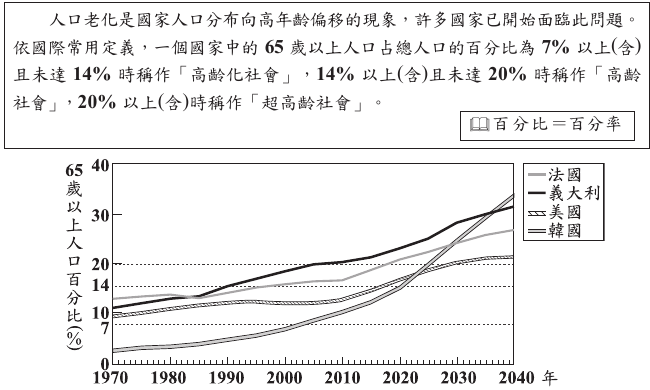 人口老化是國家人口分布向高年齡偏移的現象，許多國家已開始面臨此問題。
依國際常用定義，一個國家中的 65 歲以上人口占總人口的百分比為 7% 以上(含)
且未達 14% 時稱作「高齡化社會」，14% 以上(含)且未達 20% 時稱作「高齡
社會」，20% 以上(含)時稱作「超高齡社會」。
百分比＝百分率
65歲以上人口百分比(%)
40
30
20
14
10
7
0
1970 1980 1990 2000 2010 2020 2030 2040 年
法國
義大利
美國
韓國